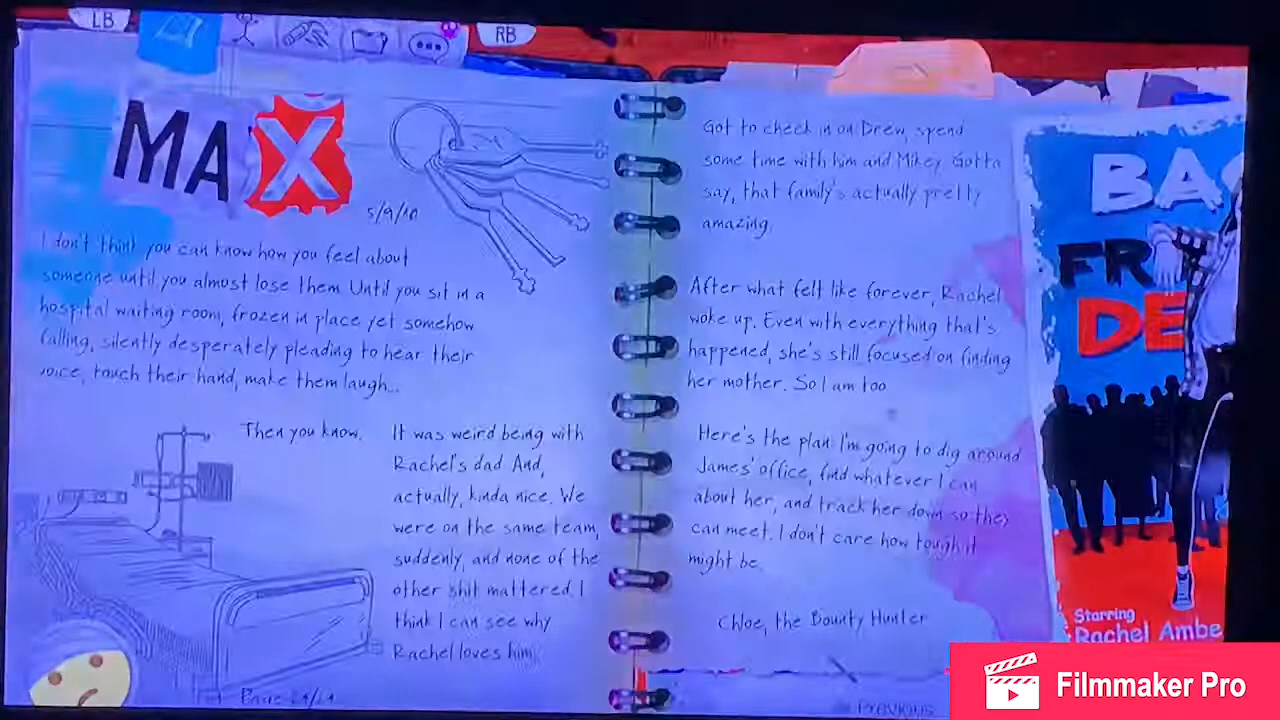 LB
RB
MAX
5/9/10
I don't think you can know how you feel about
someone until you almost lose them. Until you sit in a
hospital waiting room, frozen in place yet somehow
falling, silently desperately pleading to hear their
voice, touch their hand, make them laugh...
Then you know.
It was weird being with
Rachel's dad. And,
actually, kinda nice. We
were on the same team,
suddenly, and none of the
other shit mattered. I
think I can see why
Rachel loves him.
Page
Got to check in on Drew, spend
some time with him and Mikey. Gotta
say, that family's actually pretty
amazing.
After what felt like forever, Rachel
woke up. Even with everything that's
happened, she's still focused on finding
her mother. So I am too.
Here's the plan: I'm going to dig around
James' office, find whatever I can
about her, and track her down so they
can meet. I don't care how tough it
might be.
Chloe, the Bounty Hunter
Previous
BAC
FR
DE
Starring
Rachel Ambe
Filmmaker Pro